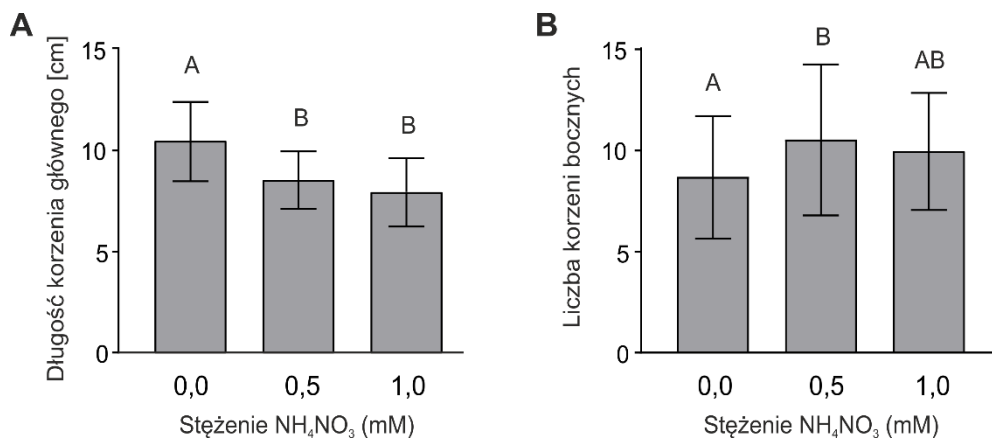 A
Długość korzenia głównego [cm]
15
10
5
0
A
B
B
0,0
0,5
1,0
Stężenie NH₄NO₃ (mM)
B
Liczba korzeni bocznych
15
10
5
0
A
B
AB
0,0
0,5
1,0
Stężenie NH₄NO₃ (mM)